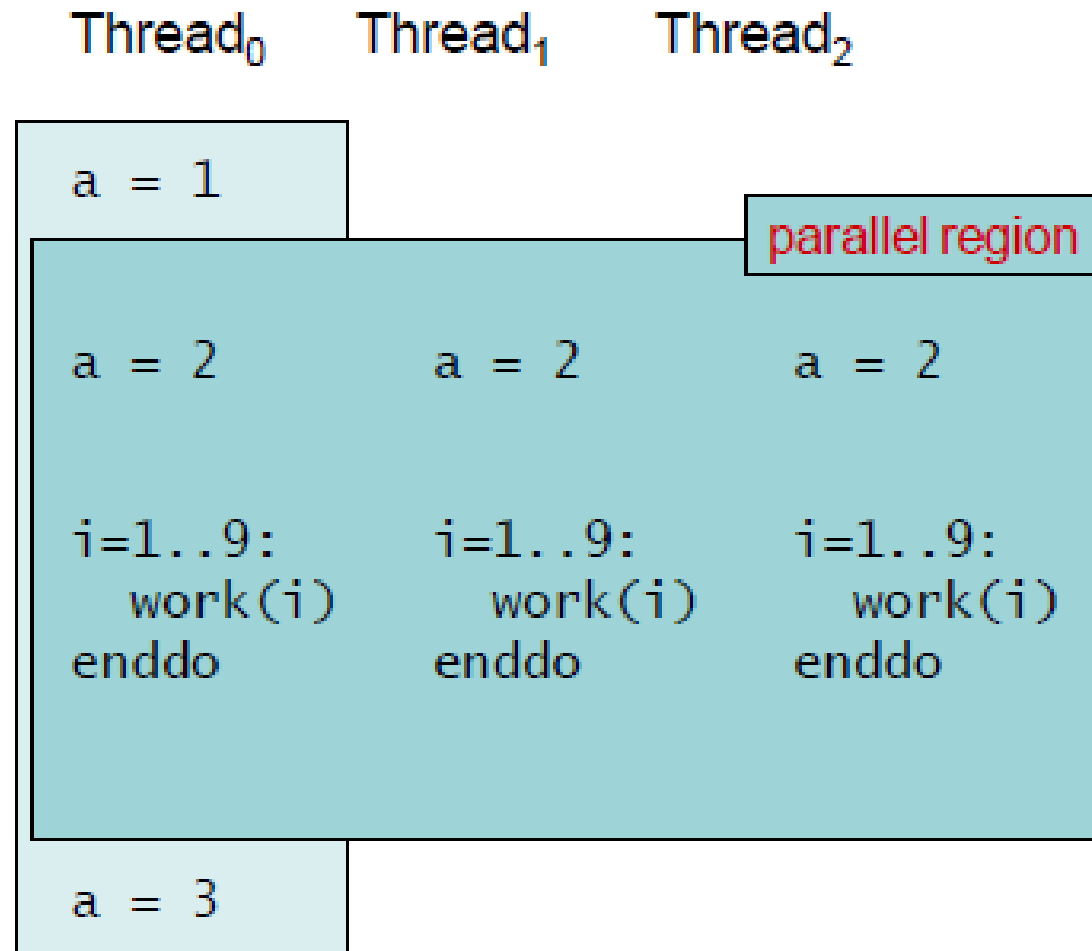 Thread₀ Thread₁ Thread₂
a = 1
parallel region
a = 2 a = 2 a = 2
i=1..9: i=1..9: i=1..9:
work(i) work(i) work(i)
enddo enddo enddo
a = 3